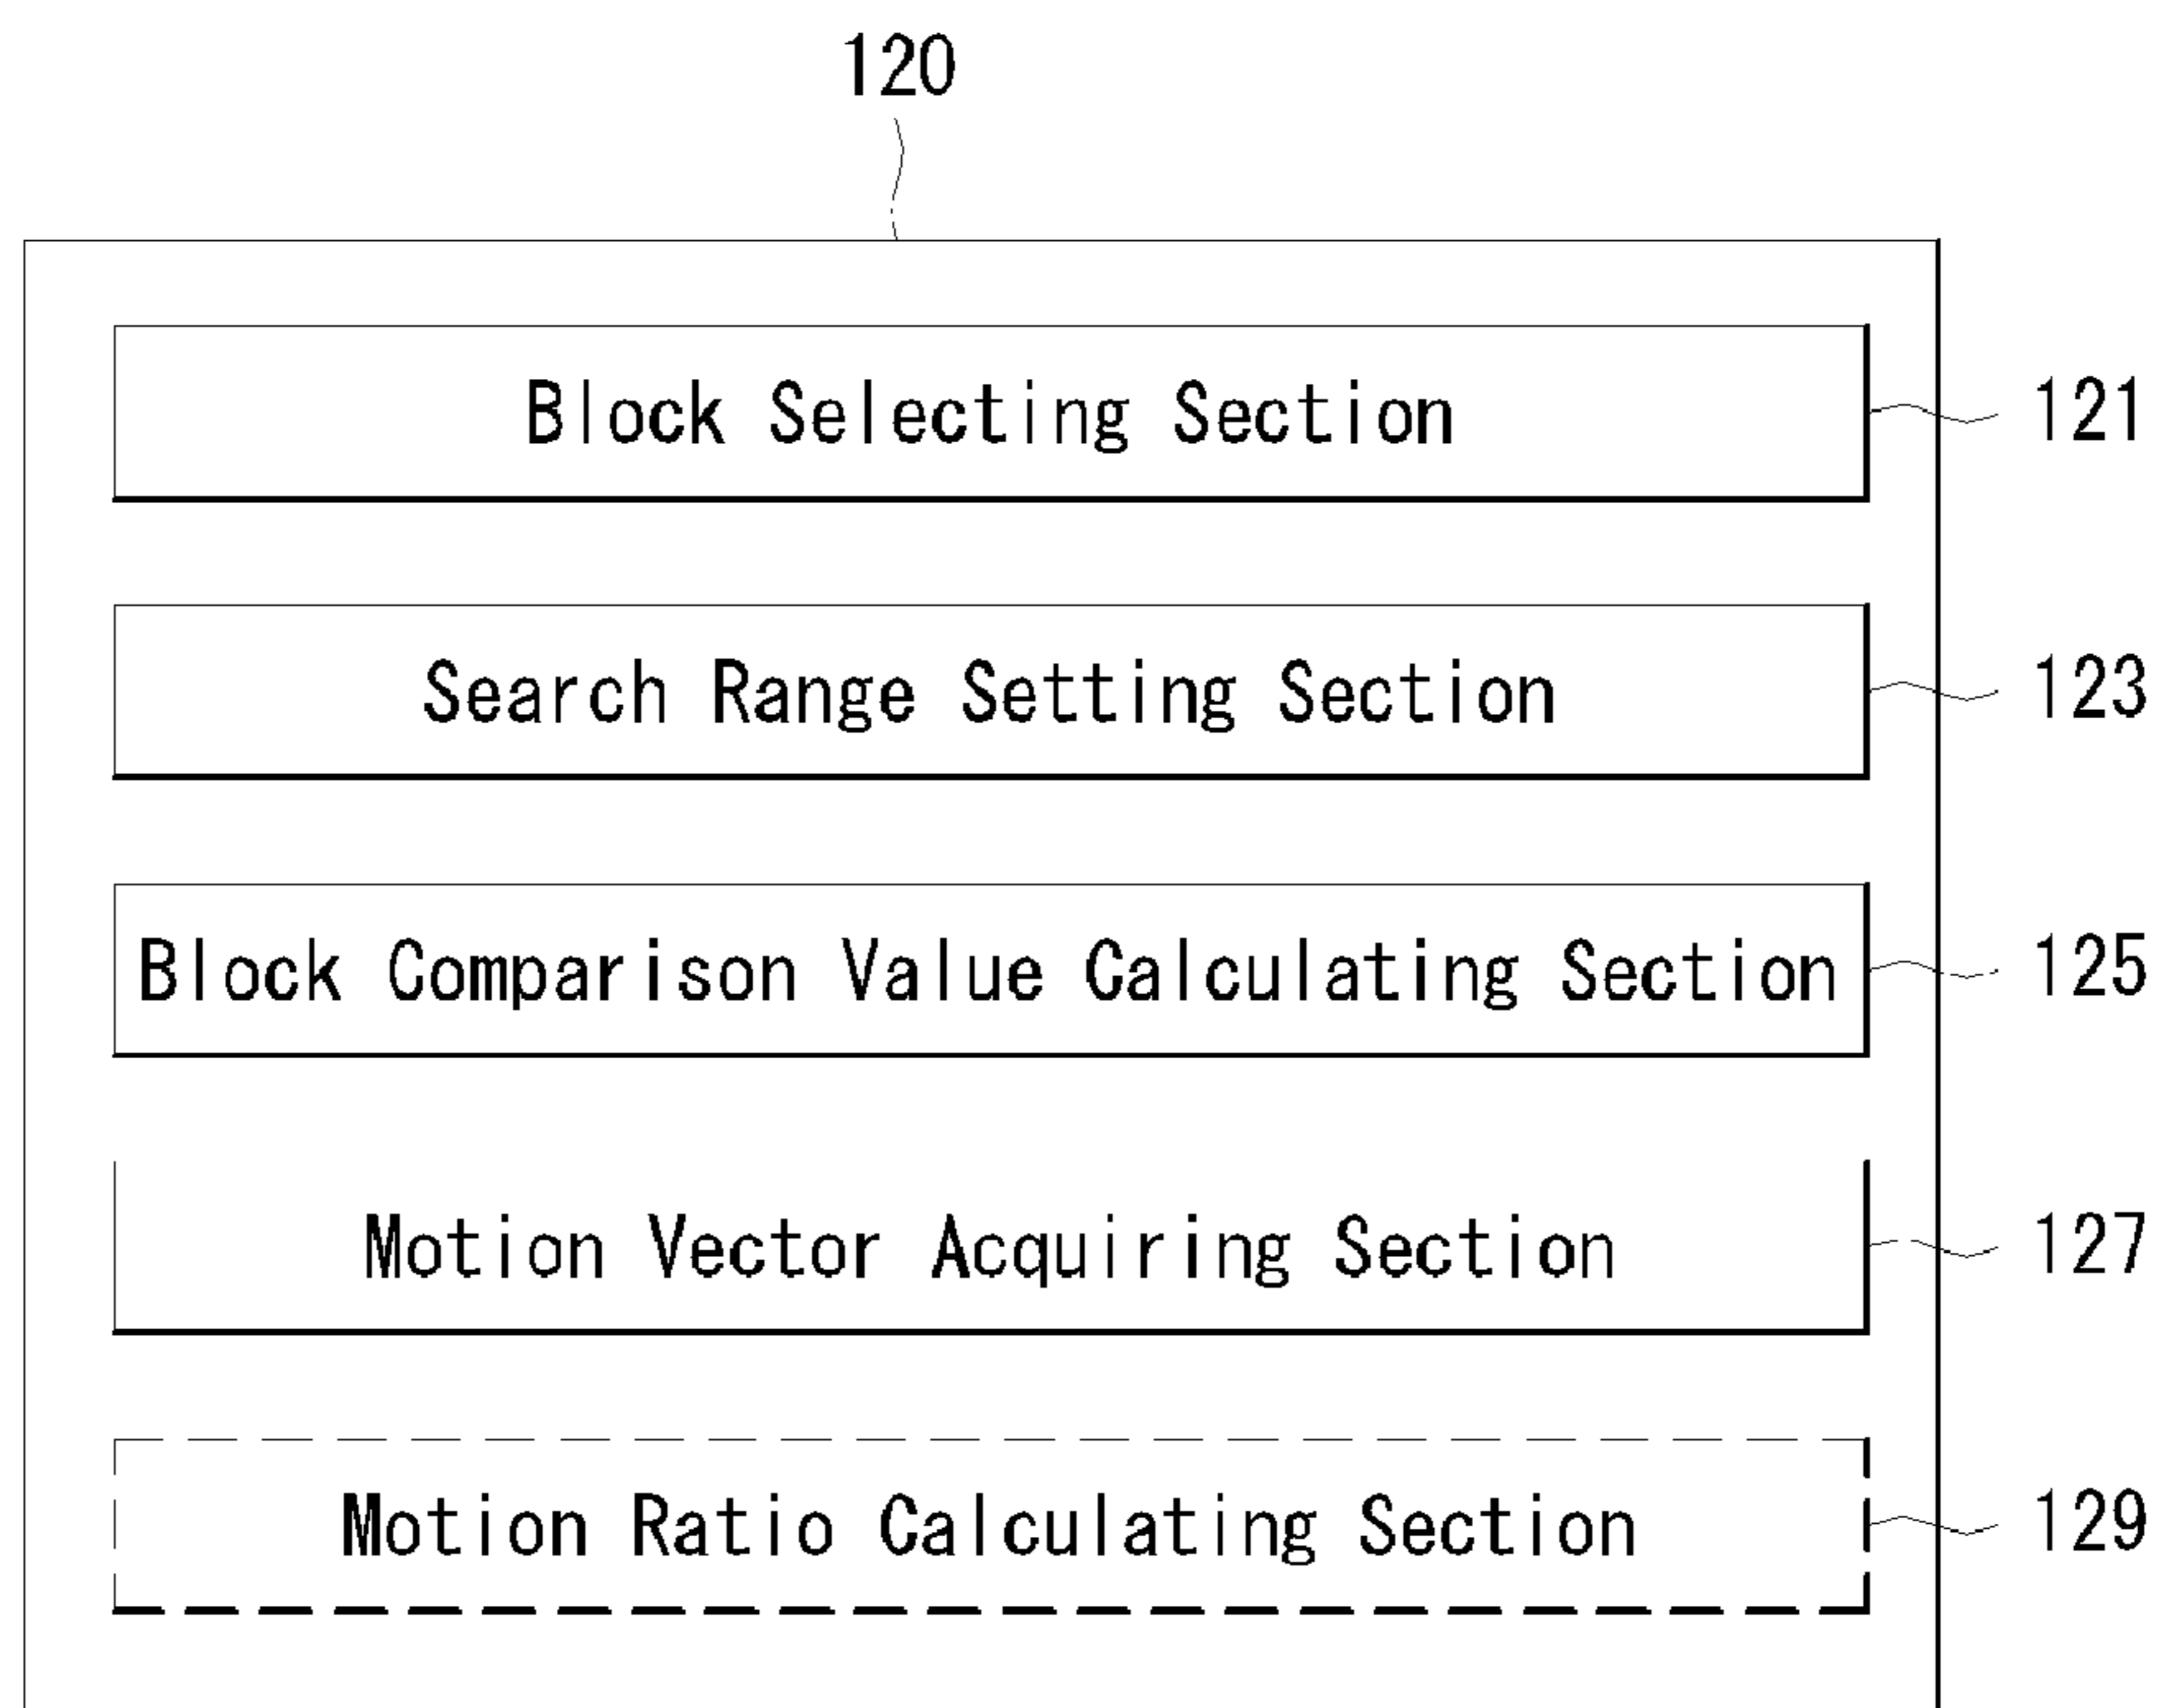 120
Block Selecting Section 121
Search Range Setting Section 123
Block Comparison Value Calculating Section 125
Motion Vector Acquiring Section 127
Motion Ratio Calculating Section 129